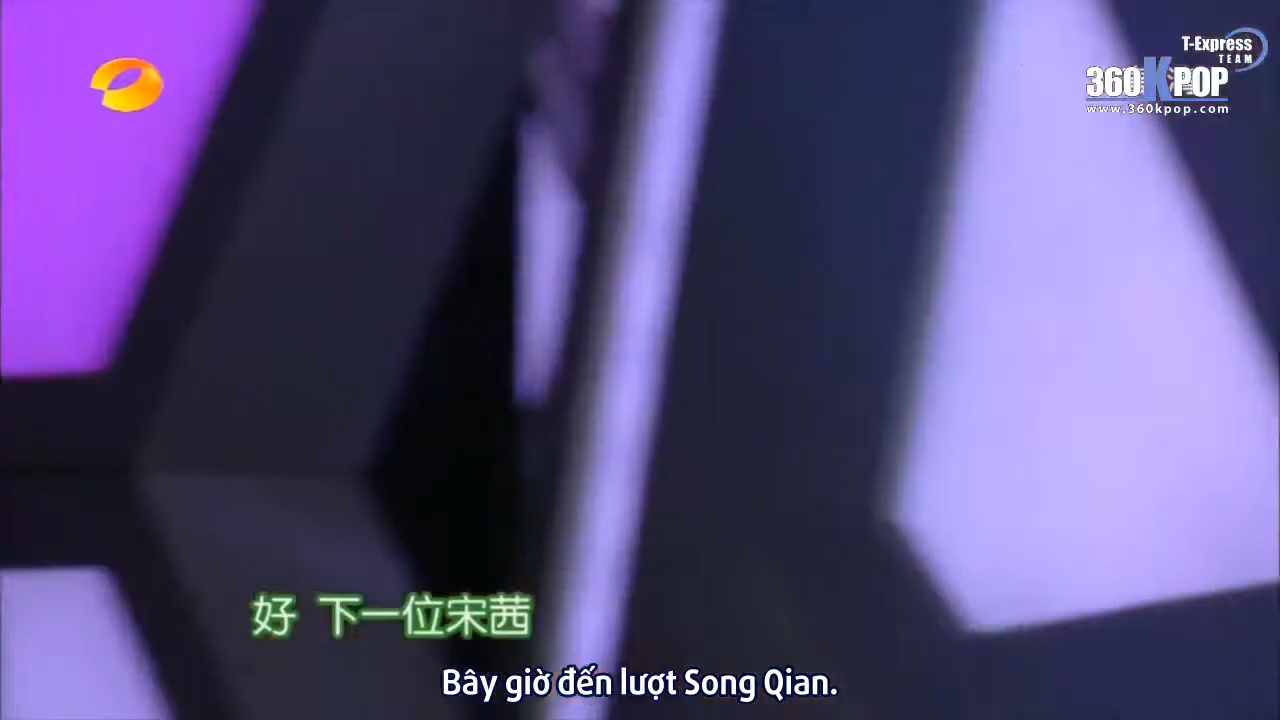 T-Express
TEAM
360KPOP
www.360kpop.com
好 下一位宋茜
Bây giờ đến lượt Song Qian.